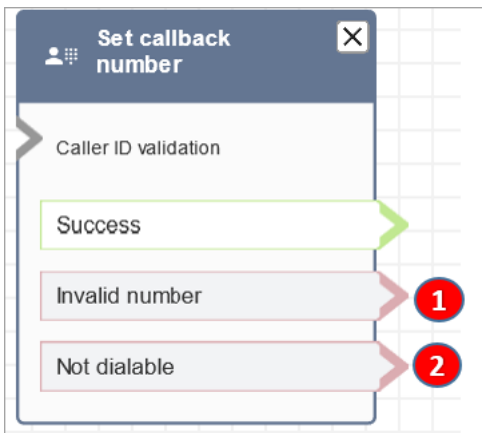 Set callback
number
Caller ID validation
Success
Invalid number
1
Not dialable
2